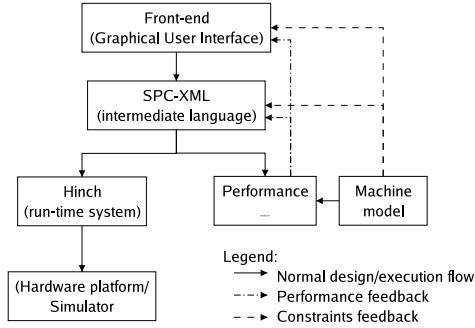 Front-end
(Graphical User Interface)
SPC-XML
(intermediate language)
Hinch
(run-time system)
Performance
...
Machine
model
(Hardware platform/
Simulator
Legend:
Normal design/execution flow
Performance feedback
Constraints feedback